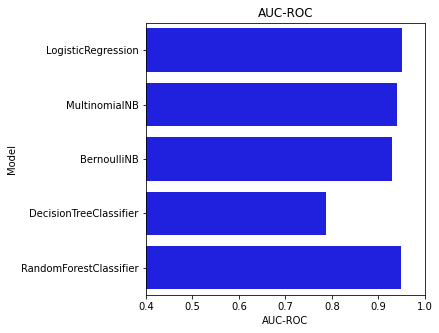 AUC-ROC
LogisticRegression
MultinomialNB
BernoulliNB
DecisionTreeClassifier
RandomForestClassifier
Model
0.4 0.5 0.6 0.7 0.8 0.9 1.0
AUC-ROC